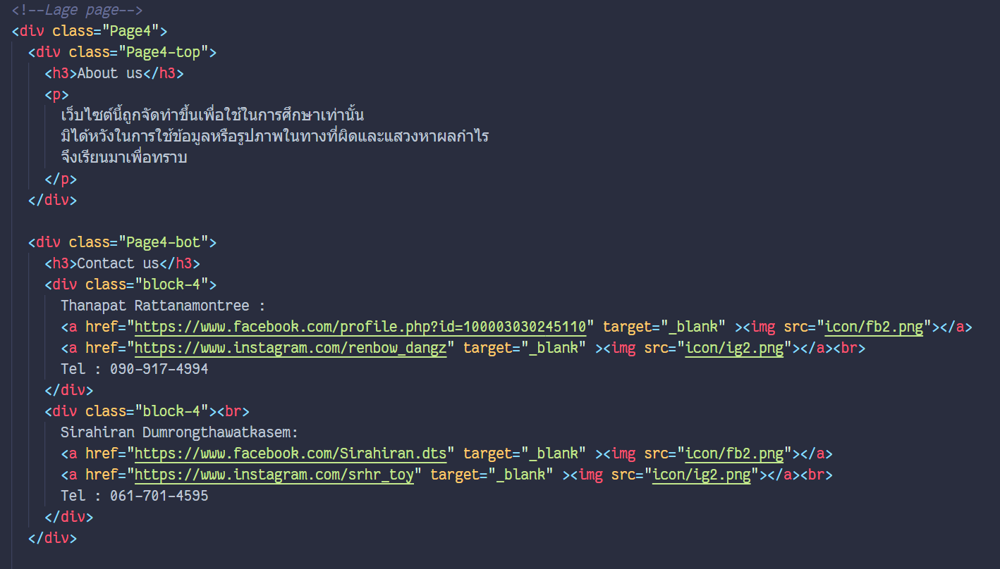 <!--Lage page-->
<div class="Page4">
<div class="Page4-top">
<h3>About us</h3>
<p>
เว็บไซต์นี้ถูกจัดทำขึ้นเพื่อใช้ในการศึกษาเท่านั้น
มิได้หวังในการใช้ข้อมูลหรือรูปภาพในทางที่ผิดและแสวงหาผลกำไร
จึงเรียนมาเพื่อทราบ
</p>
</div>
<div class="Page4-bot">
<h3>Contact us</h3>
<div class="block-4">
Thanapat Rattanamontree :
<a href="https://www.facebook.com/profile.php?id=100003030245110" target="_blank" ><img src="icon/fb2.png"></a>
<a href="https://www.instagram.com/renbow_dangz" target="_blank" ><img src="icon/ig2.png"></a><br>
Tel : 090-917-4994
</div>
<div class="block-4"><br>
Sirahiran Dumrongthawatkasem:
<a href="https://www.facebook.com/Sirahiran.dts" target="_blank" ><img src="icon/fb2.png"></a>
<a href="https://www.instagram.com/srhr_toy" target="_blank" ><img src="icon/ig2.png"></a><br>
Tel : 061-701-4595
</div>
</div>